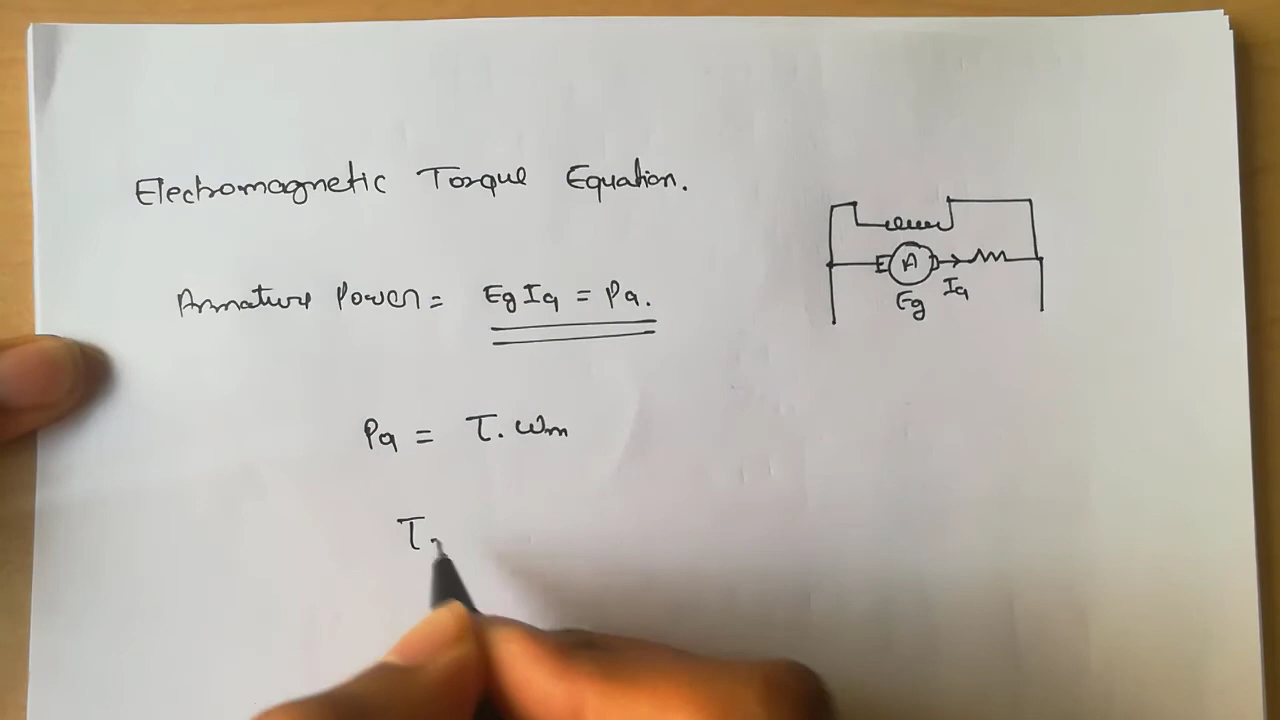 Electromagnetic Torque Equation.
Armature Power = Eg Ia = Pa.
A
Ia
Eg
Pa = T. ωm
T.